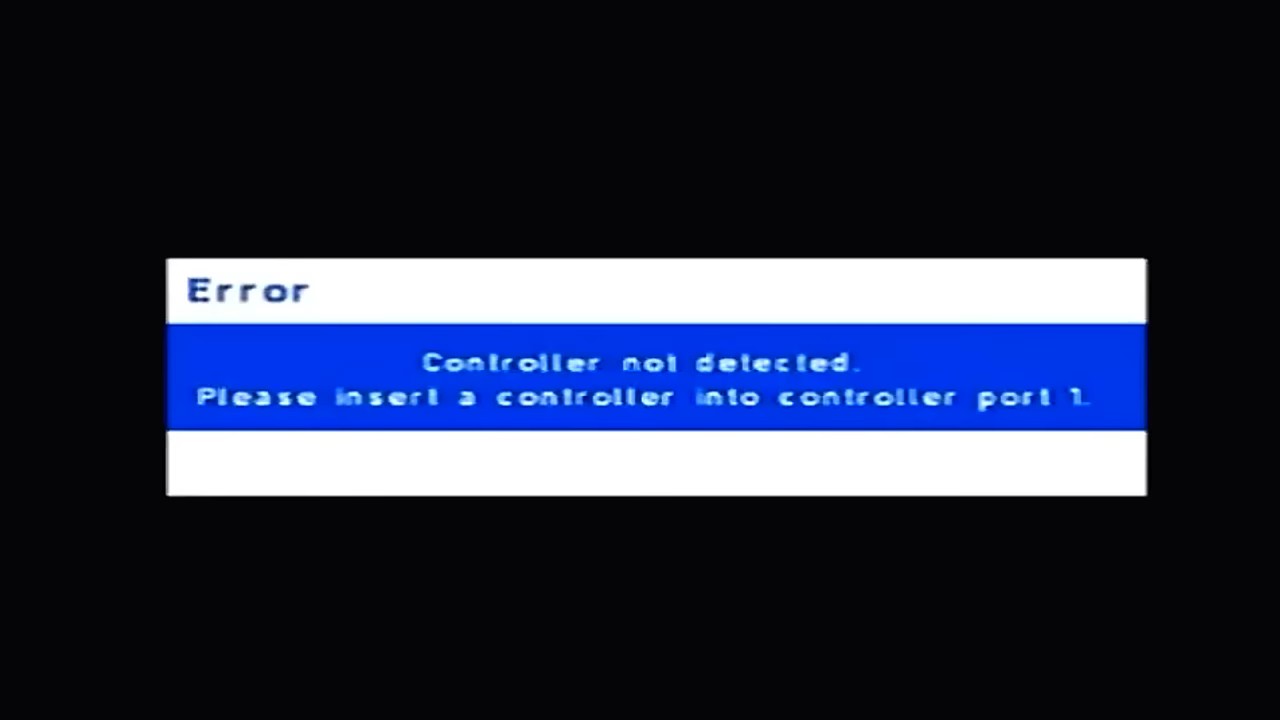 Error
Controller not detected.
Please insert a controller into controller port 1.